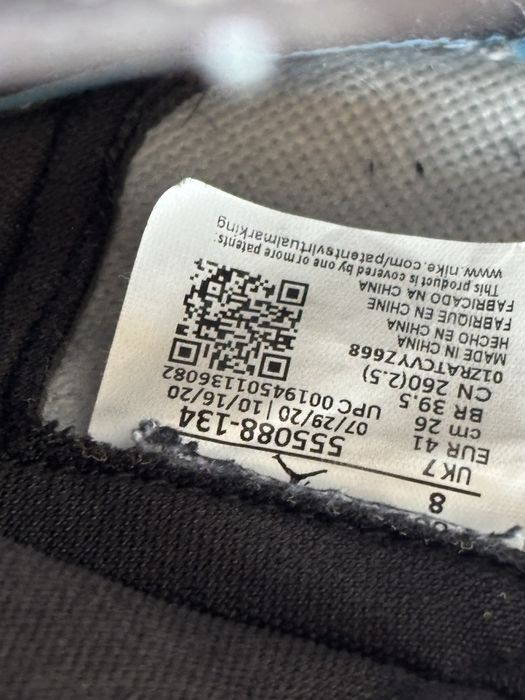 8
UK 7
EUR 41
cm 26
BR 39.5
CN 260(2.5)
01ZRATCVYZ668
MADE IN CHINA
HECHO EN CHINA
FABRIQUE EN CHINE
FABRICADO NA CHINA
This product is covered by one or more patents:
www.nike.com/patentsvirtualmarking
555088-134
07/29/20 | 10/16/20
UPC 00194501136082